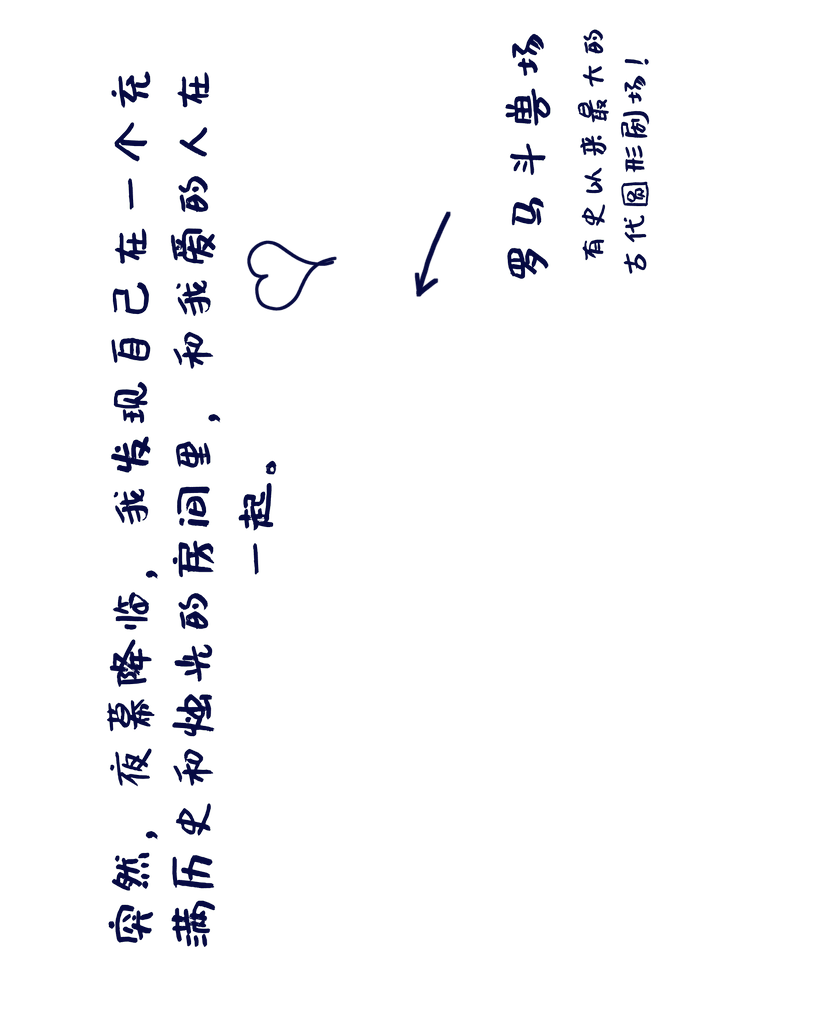 突然，夜幕降临，我发现自己在一个充
满历史和烛光的房间里，和我爱的人在
一起。
罗马斗兽场
有史以来最大的
古代圆形剧场！